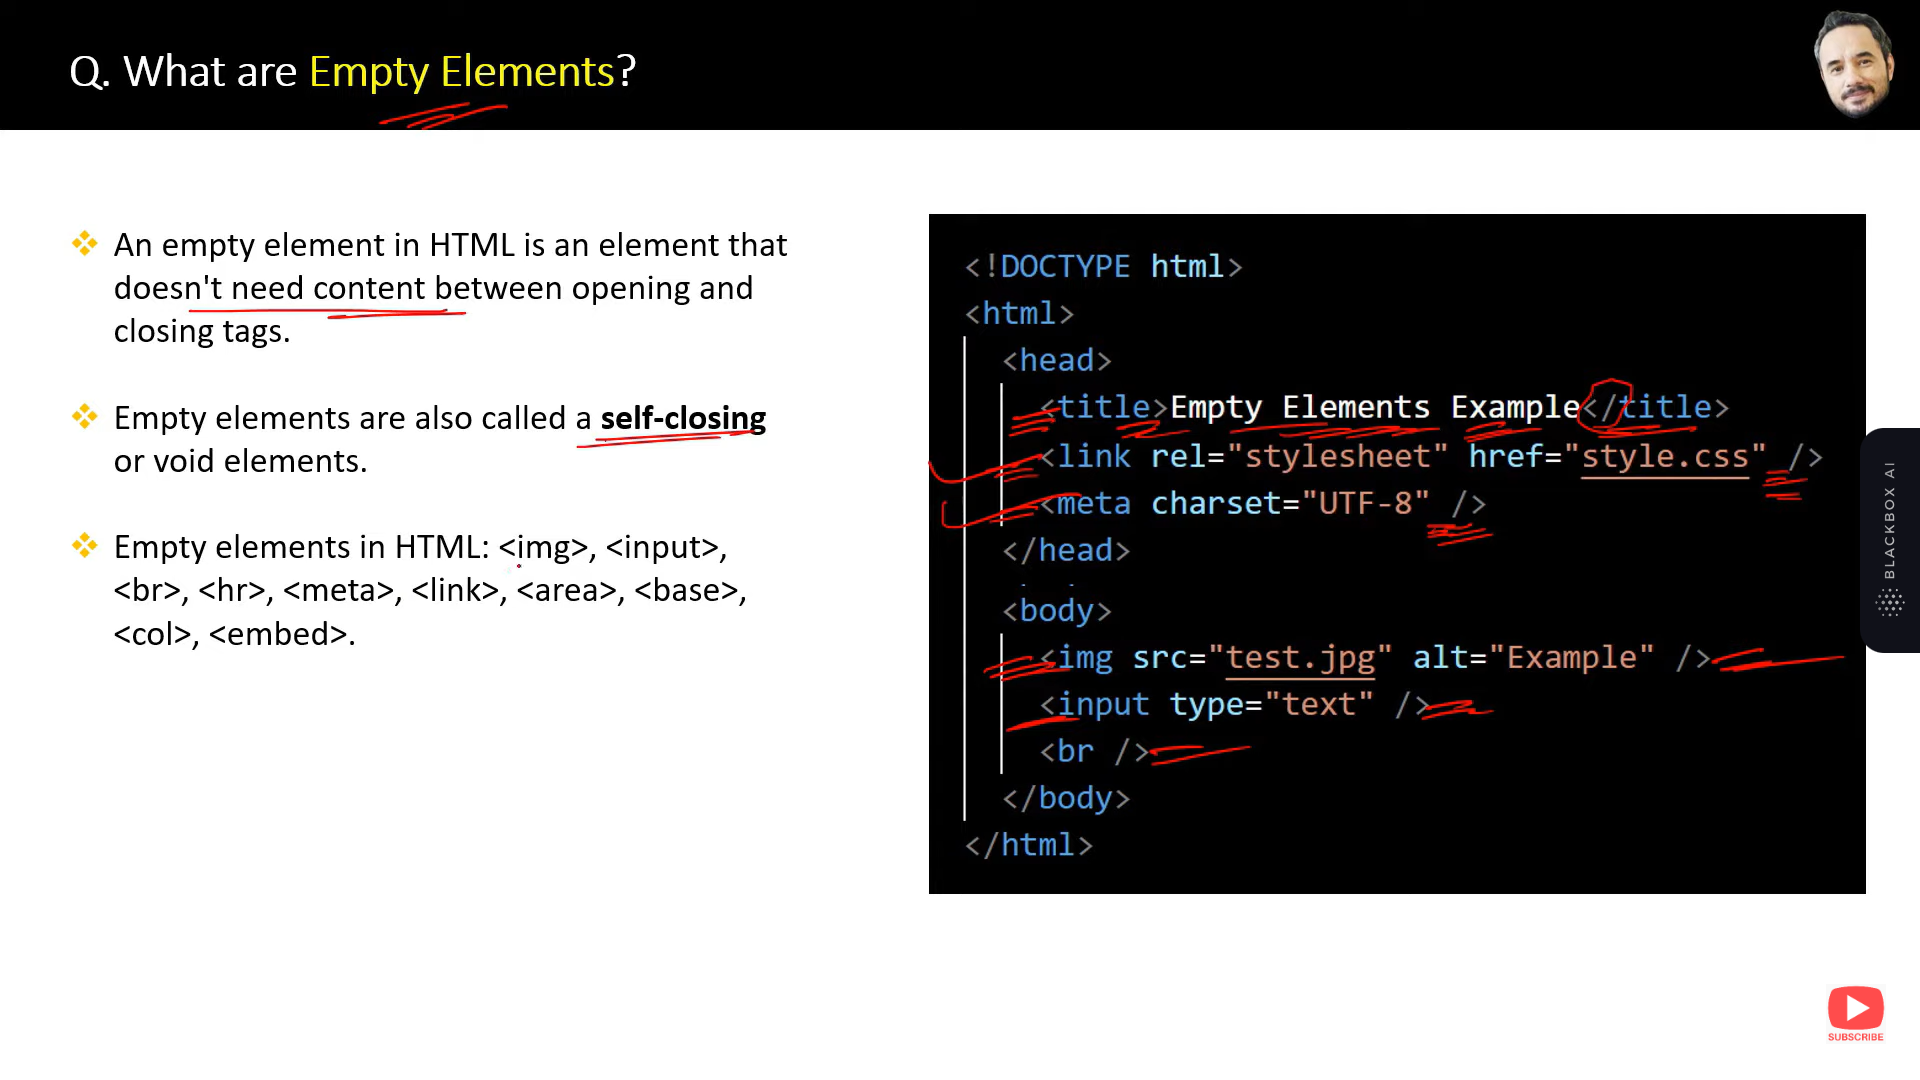 Q. What are Empty Elements?
An empty element in HTML is an element that
doesn't need content between opening and
closing tags.
Empty elements are also called a self-closing
or void elements.
Empty elements in HTML: <img>, <input>,
<br>, <hr>, <meta>, <link>, <area>, <base>,
<col>, <embed>.
<!DOCTYPE html>
<html>
<head>
<title>Empty Elements Example</title>
<link rel="stylesheet" href="style.css" />
<meta charset="UTF-8" />
</head>
<body>
<img src="test.jpg" alt="Example" />
<input type="text" />
<br />
</body>
</html>
BLACKBOX AI
SUBSCRIBE